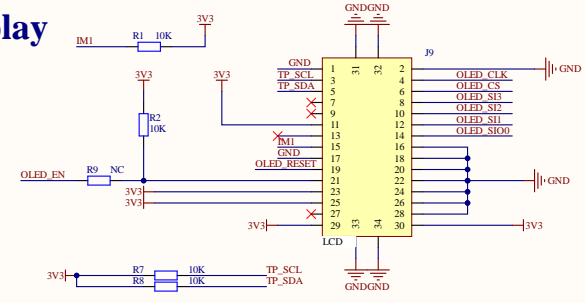 lay
GNDGND
3V3
R1 10K
IM1
J9
31 32
GND 1 2 GND
TP_SCL 3 4 OLED_CLK
3V3 3V3
TP_SDA 5 6 OLED_CS
7 8 OLED_SI3
9 10 OLED_SI2
R2
10K
11 12 OLED_SI1
13 14 OLED_SIO0
IM1 15 16
GND 17 18
OLED_RESET 19 20
OLED_EN R9 NC 21 22 GND
3V3 23 24
3V3 25 26
27 28
3V3 29 30 3V3
33 34
LCD
3V3 R7 10K TP_SCL
R8 10K TP_SDA
GNDGND